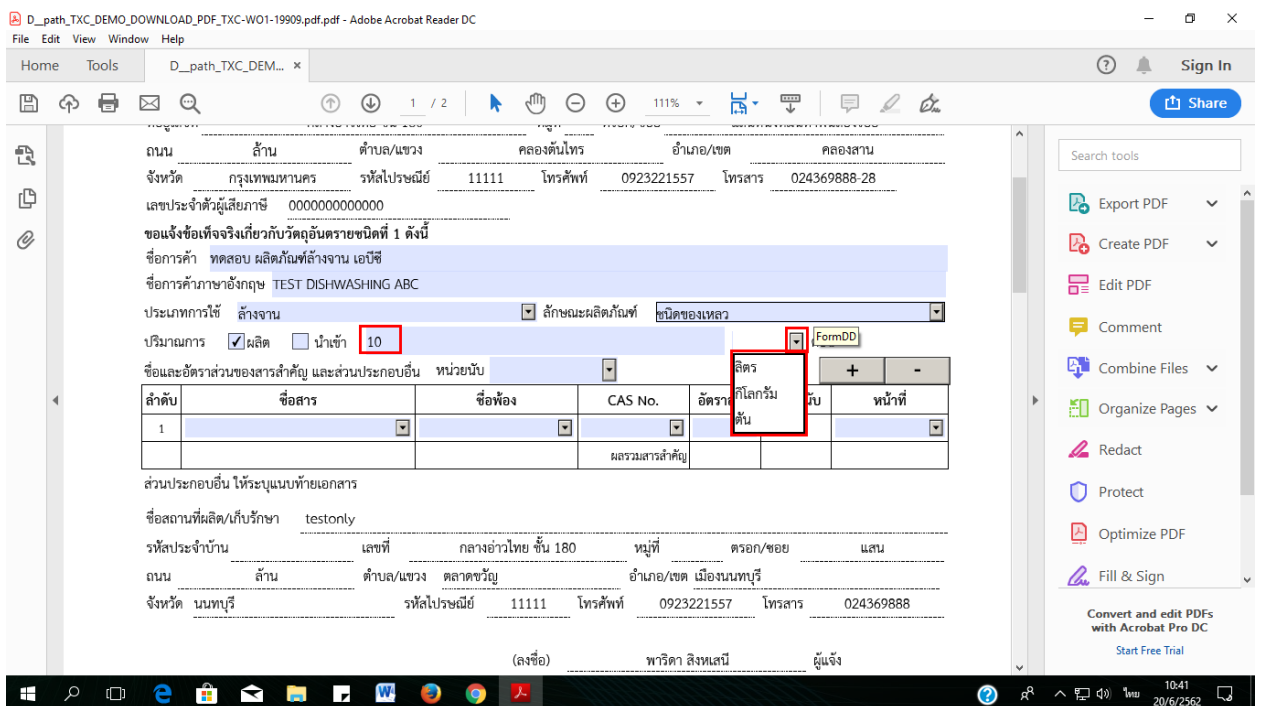 D__path_TXC_DEMO_DOWNLOAD_PDF_TXC-WO1-19909.pdf.pdf - Adobe Acrobat Reader DC
File Edit View Window Help
Home Tools D__path_TXC_DEM... × Sign In
1 / 2 111% Share
ถนน ล้าน ตำบล/แขวง คลองต้นไทร อำเภอ/เขต คลองสาน
จังหวัด กรุงเทพมหานคร รหัสไปรษณีย์ 11111 โทรศัพท์ 0923221557 โทรสาร 024369888-28
เลขประจำตัวผู้เสียภาษี 0000000000000
ขอแจ้งข้อเท็จจริงเกี่ยวกับวัตถุอันตรายชนิดที่ 1 ดังนี้
ชื่อการค้า ทดสอบ ผลิตภัณฑ์ล้างจาน เอบีซี
ชื่อการค้าภาษาอังกฤษ TEST DISHWASHING ABC
ประเภทการใช้ ล้างจาน ลักษณะผลิตภัณฑ์ ชนิดของเหลว
ปริมาณการ ผลิต นำเข้า 10 FormDD
ชื่อและอัตราส่วนของสารสำคัญ และส่วนประกอบอื่น หน่วยนับ ลิตร + -
ลำดับ ชื่อสาร ชื่อพ้อง CAS No. กิโลกรัม หน้าที่
1 ตัน
ผลรวมสารสำคัญ
ส่วนประกอบอื่น ให้ระบุแนบท้ายเอกสาร
ชื่อสถานที่ผลิต/เก็บรักษา testonly
รหัสประจำบ้าน เลขที่ กลางอ่าวไทย ชั้น 180 หมู่ที่ ตรอก/ซอย แสน
ถนน ล้าน ตำบล/แขวง ตลาดขวัญ อำเภอ/เขต เมืองนนทบุรี
จังหวัด นนทบุรี รหัสไปรษณีย์ 11111 โทรศัพท์ 0923221557 โทรสาร 024369888
(ลงชื่อ) พาริดา สิงหเสนี ผู้แจ้ง
Search tools
Export PDF
Create PDF
Edit PDF
Comment
Combine Files
Organize Pages
Redact
Protect
Optimize PDF
Fill & Sign
Convert and edit PDFs
with Acrobat Pro DC
Start Free Trial
ไทย 10:41
20/6/2562